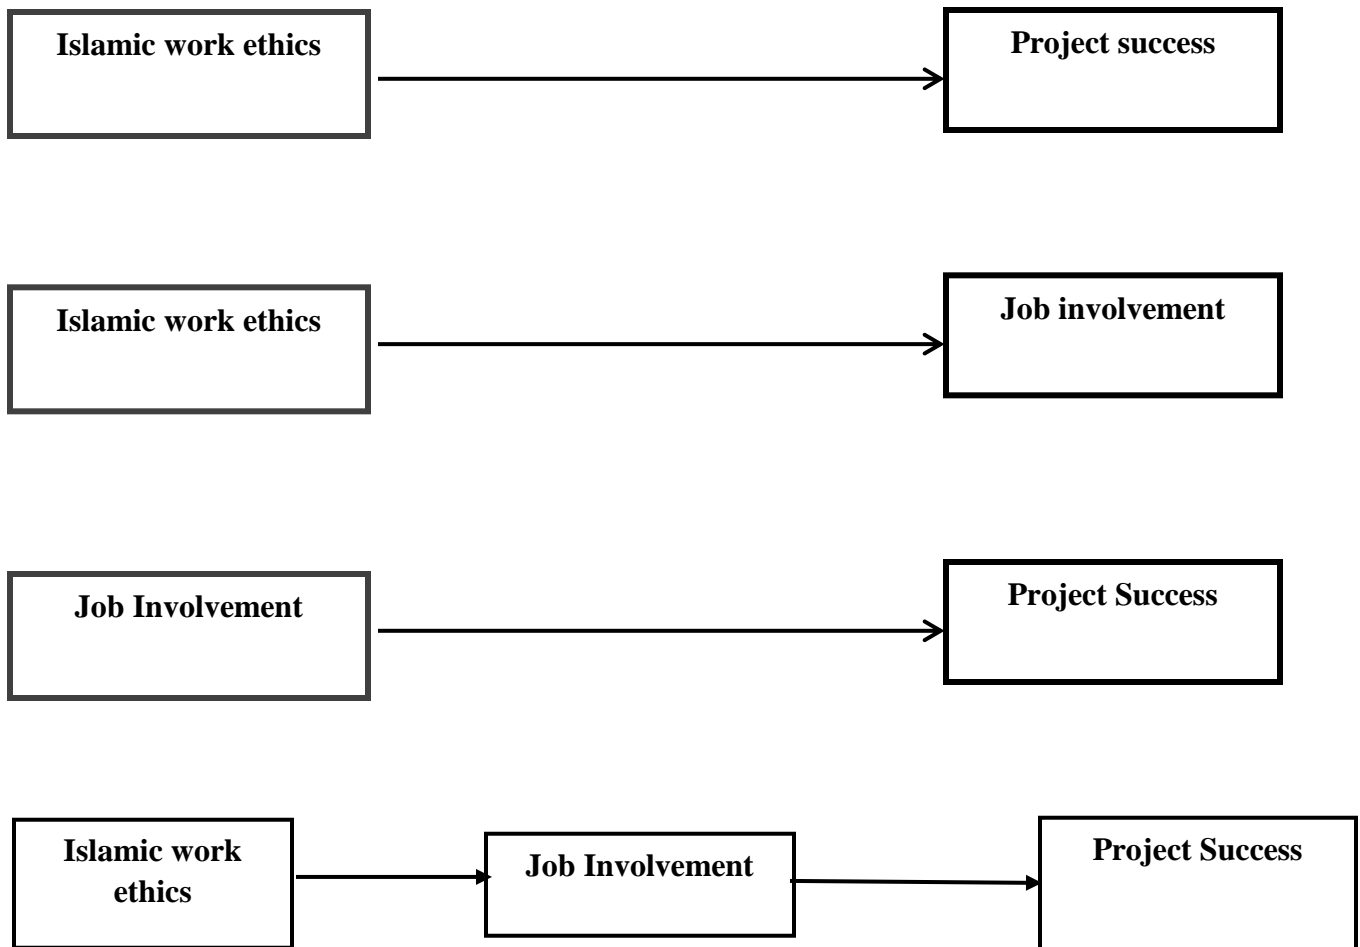 Islamic work ethics
Project success
Islamic work ethics
Job involvement
Job Involvement
Project Success
Islamic work
ethics
Job Involvement
Project Success